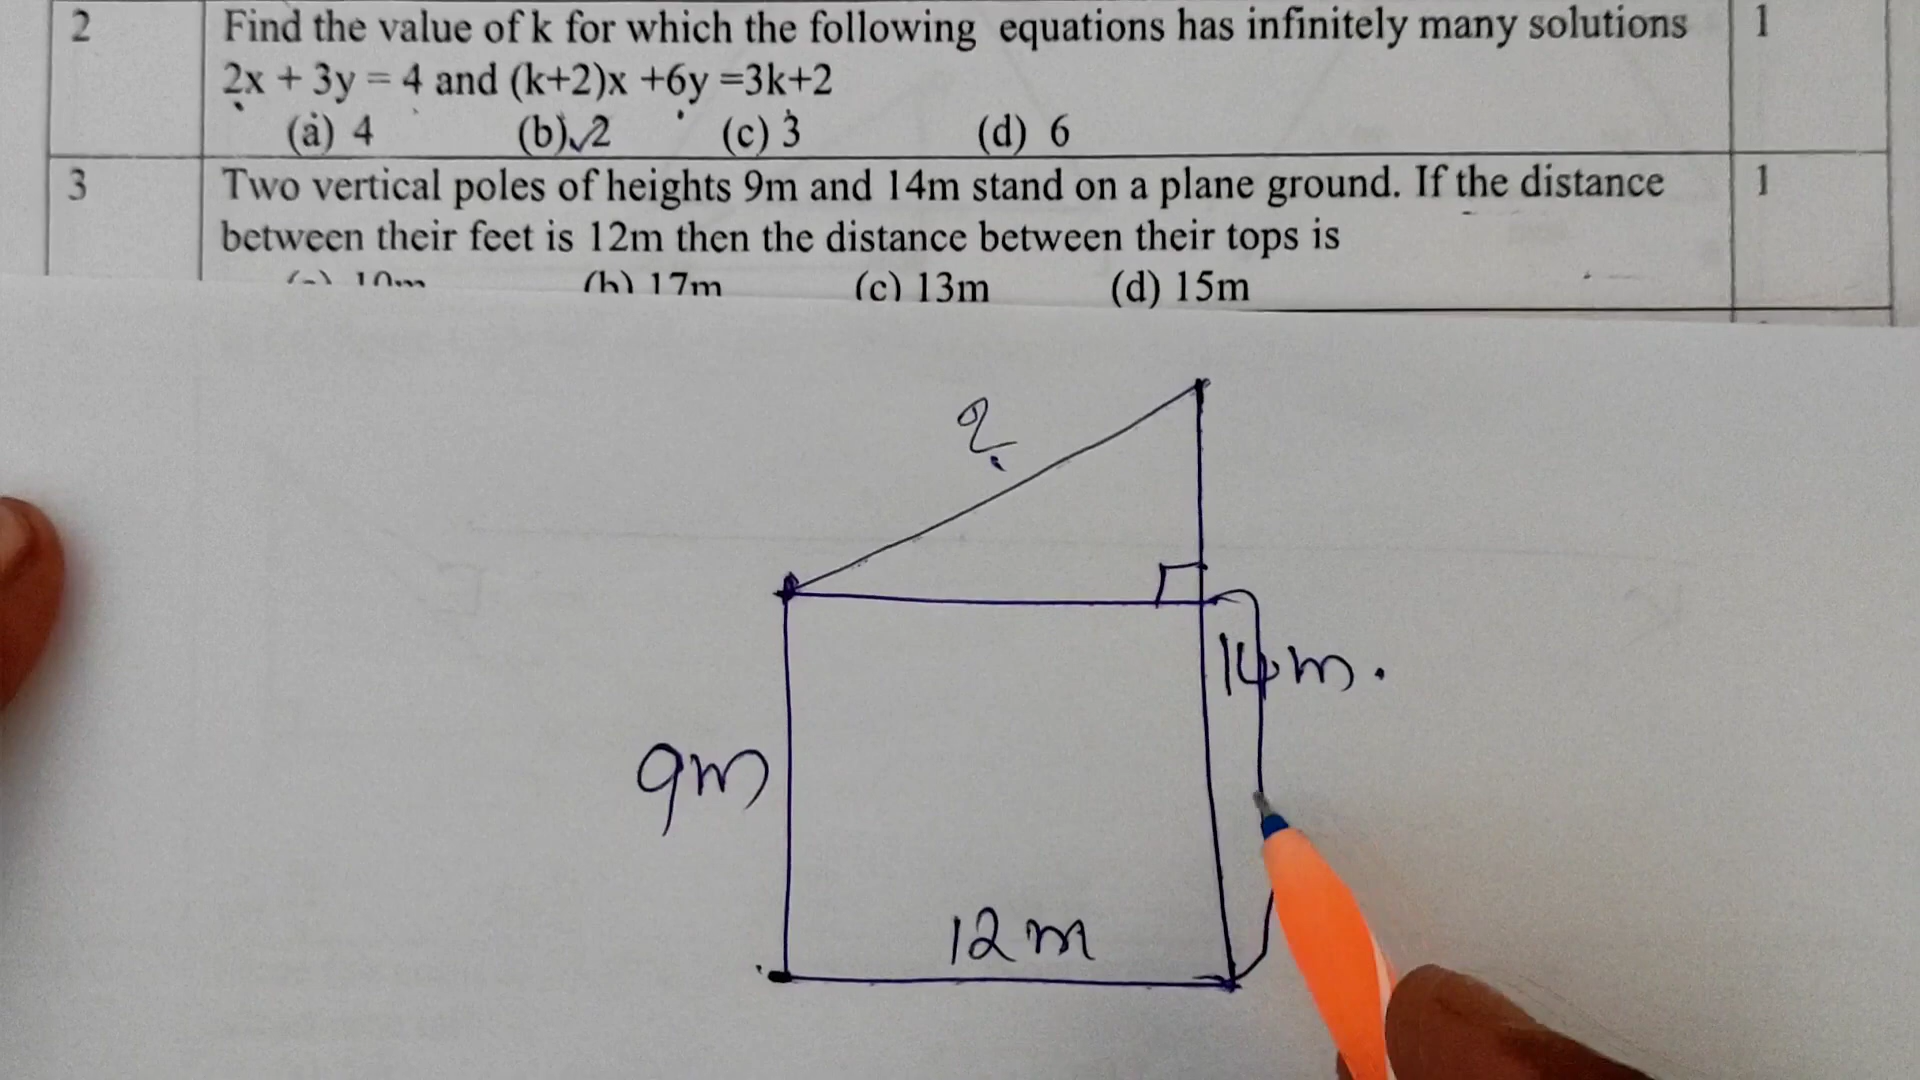 2 Find the value of k for which the following equations has infinitely many solutions 1
2x + 3y = 4 and (k+2)x +6y =3k+2
(a) 4 (b) 2 (c) 3 (d) 6
3 Two vertical poles of heights 9m and 14m stand on a plane ground. If the distance 1
between their feet is 12m then the distance between their tops is
(a) 10m (b) 17m (c) 13m (d) 15m
?
14m.
9m
12m